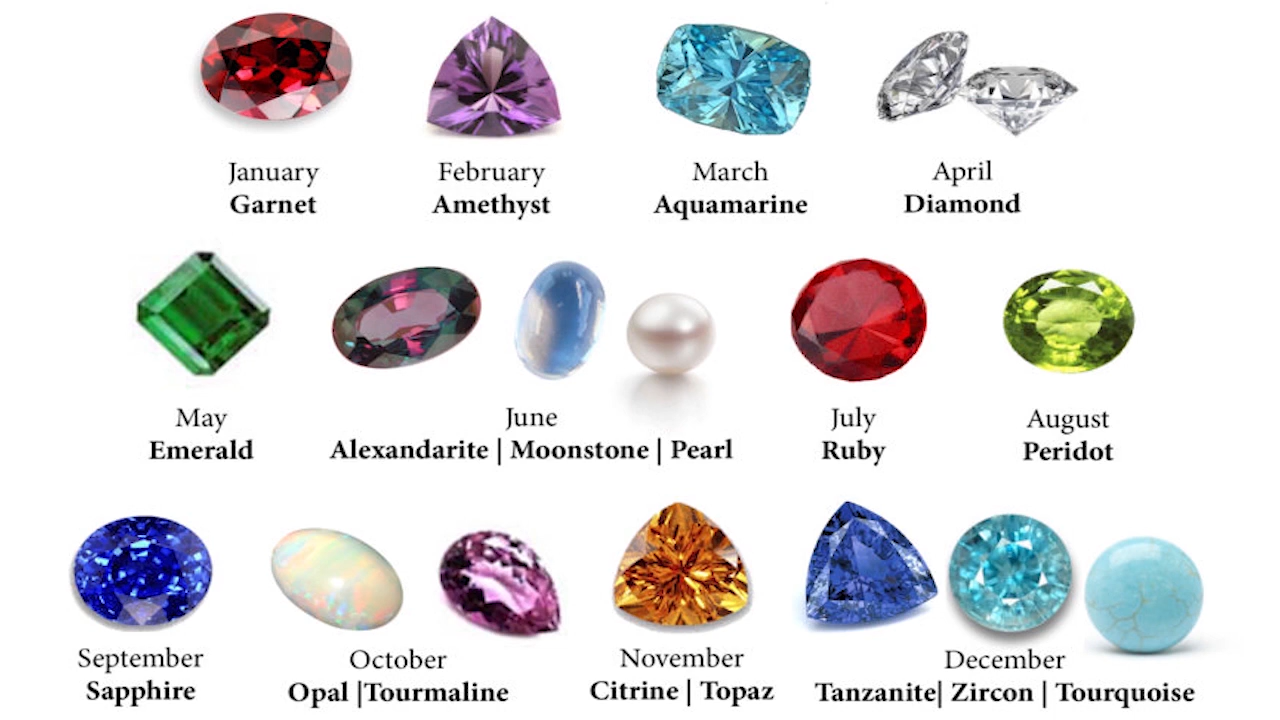 January
Garnet
February
Amethyst
March
Aquamarine
April
Diamond
May
Emerald
June
Alexandarite | Moonstone | Pearl
July
Ruby
August
Peridot
September
Sapphire
October
Opal |Tourmaline
November
Citrine | Topaz
December
Tanzanite| Zircon | Tourquoise